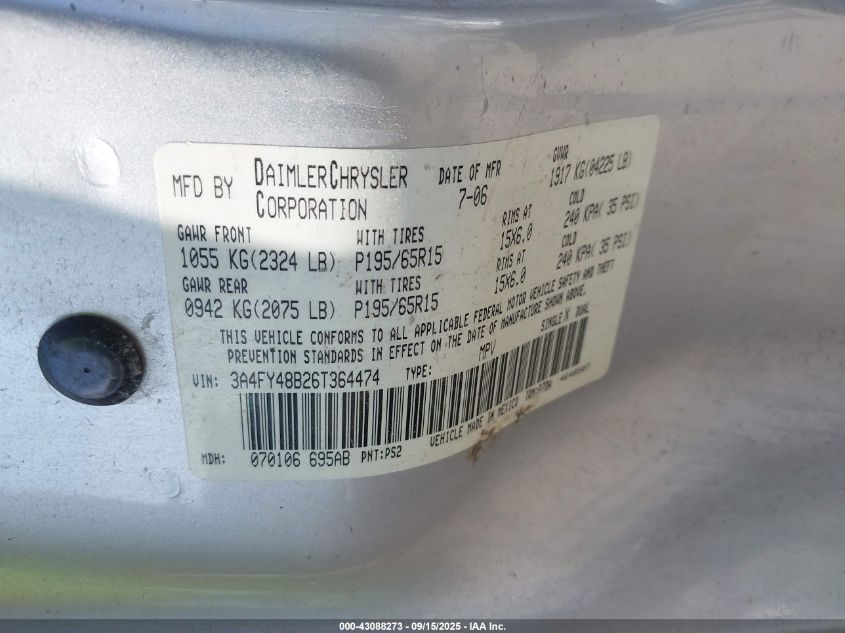 MFD BY DAIMLERCHRYSLER CORPORATION
DATE OF MFR 7-06
GVWR 1917 KG(04225 LB)
GAWR FRONT WITH TIRES RIMS AT COLD
1055 KG(2324 LB) P195/65R15 15X6.0 240 KPA( 35 PSI)
GAWR REAR WITH TIRES RIMS AT COLD
0942 KG(2075 LB) P195/65R15 15X6.0 240 KPA( 35 PSI)
THIS VEHICLE CONFORMS TO ALL APPLICABLE FEDERAL MOTOR VEHICLE SAFETY AND THEFT
PREVENTION STANDARDS IN EFFECT ON THE DATE OF MANUFACTURE SHOWN ABOVE.
VIN: 3A4FY48B26T364474 TYPE: MPV SINGLE X DUAL
MDH: 070106 695AB PNT:PS2 VEHICLE MADE IN MEXICO
000-43088273 - 09/15/2025 - IAA Inc.